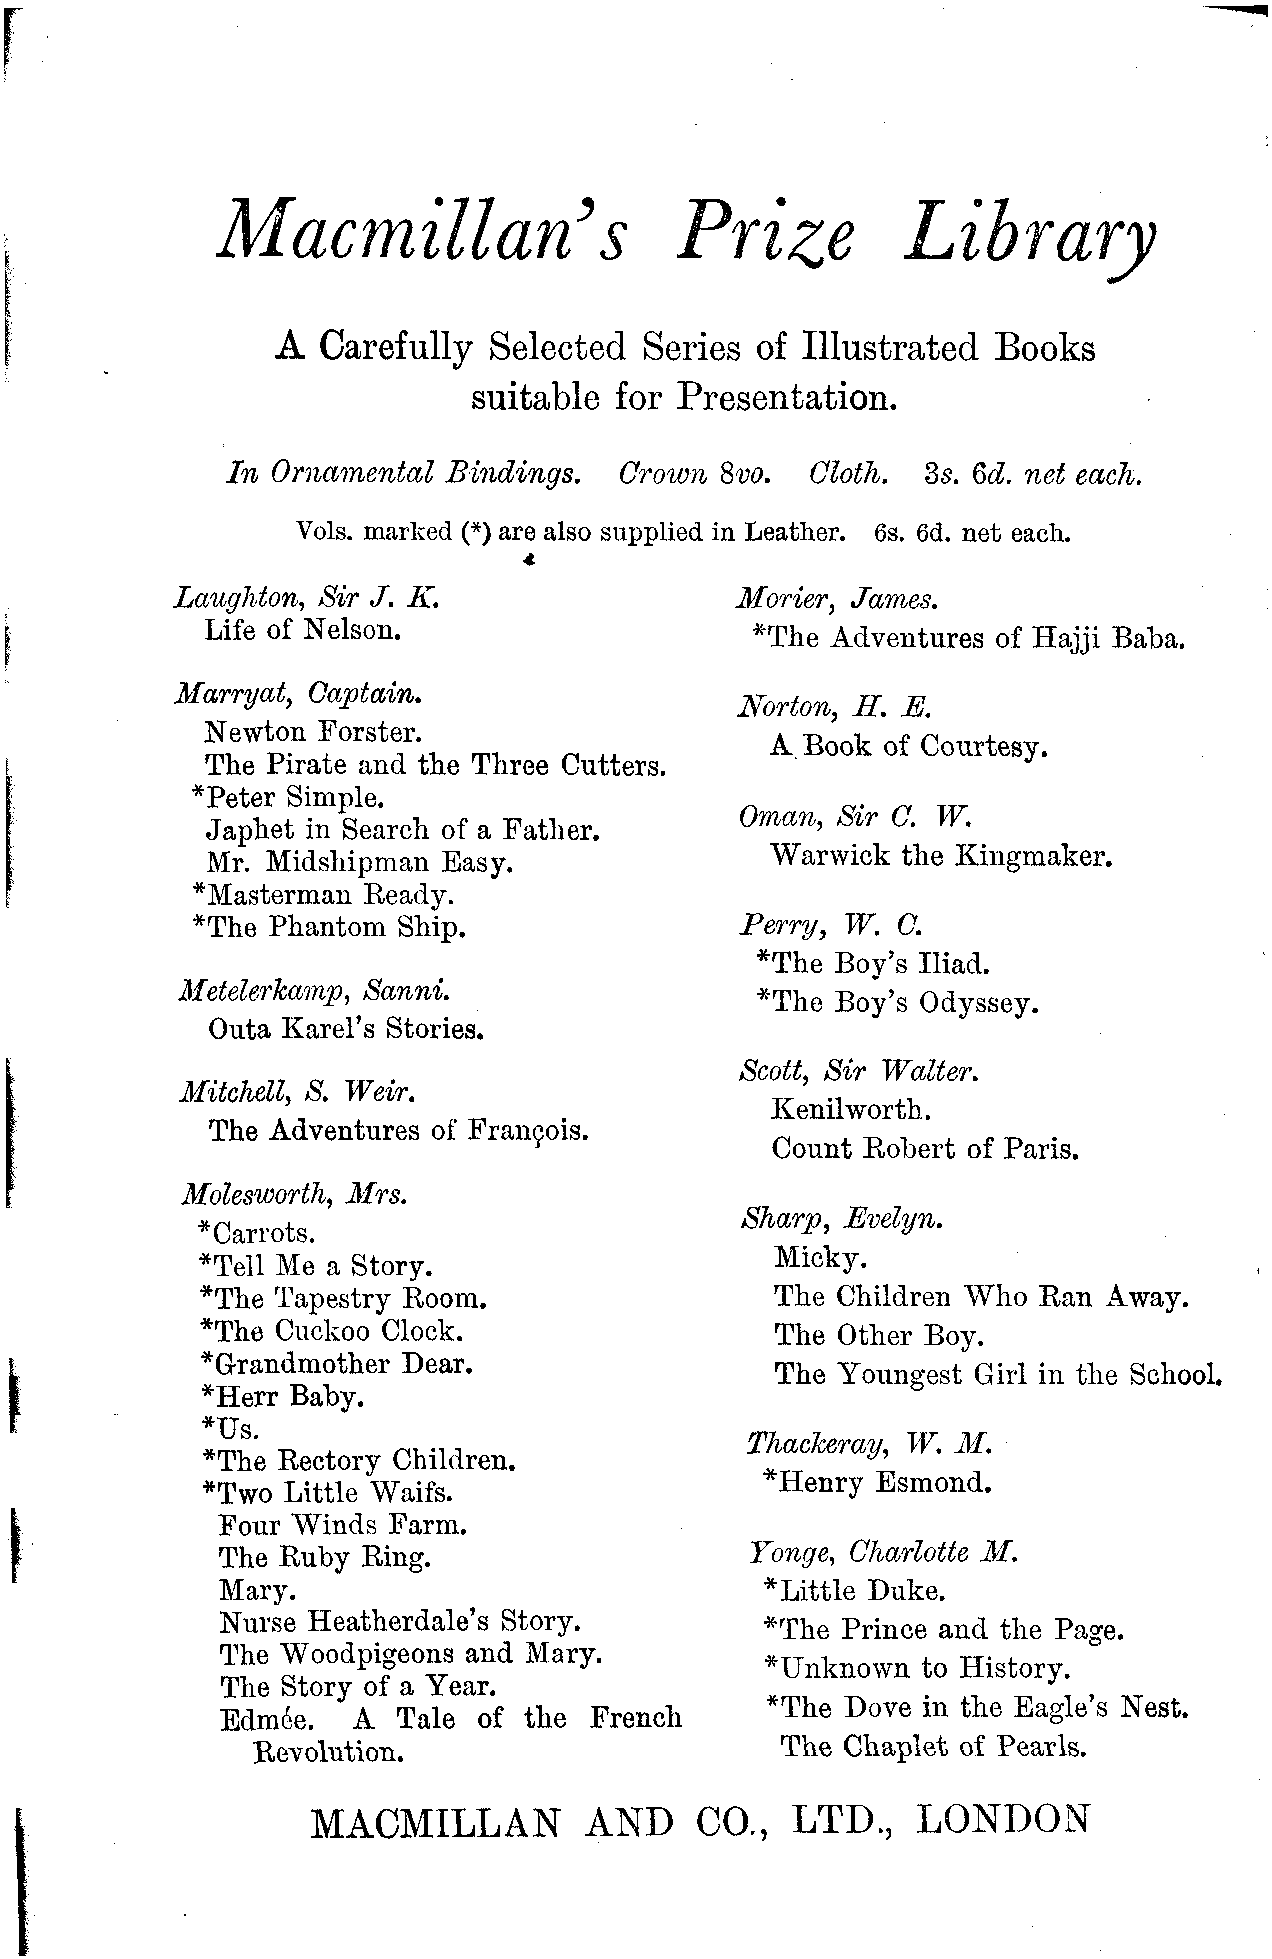 Macmillan's Prize Library
A Carefully Selected Series of Illustrated Books
suitable for Presentation.
In Ornamental Bindings. Crown 8vo. Cloth. 3s. 6d. net each.
Vols. marked (*) are also supplied in Leather. 6s. 6d. net each.
Laughton, Sir J. K.
Life of Nelson.
Marryat, Captain.
Newton Forster.
The Pirate and the Three Cutters.
*Peter Simple.
Japhet in Search of a Father.
Mr. Midshipman Easy.
*Masterman Ready.
*The Phantom Ship.
Metelerkamp, Sanni.
Outa Karel's Stories.
Mitchell, S. Weir.
The Adventures of François.
Molesworth, Mrs.
*Carrots.
*Tell Me a Story.
*The Tapestry Room.
*The Cuckoo Clock.
*Grandmother Dear.
*Herr Baby.
*Us.
*The Rectory Children.
*Two Little Waifs.
Four Winds Farm.
The Ruby Ring.
Mary.
Nurse Heatherdale's Story.
The Woodpigeons and Mary.
The Story of a Year.
Edmée. A Tale of the French
Revolution.
Morier, James.
*The Adventures of Hajji Baba.
Norton, H. E.
A Book of Courtesy.
Oman, Sir C. W.
Warwick the Kingmaker.
Perry, W. C.
*The Boy's Iliad.
*The Boy's Odyssey.
Scott, Sir Walter.
Kenilworth.
Count Robert of Paris.
Sharp, Evelyn.
Micky.
The Children Who Ran Away.
The Other Boy.
The Youngest Girl in the School.
Thackeray, W. M.
*Henry Esmond.
Yonge, Charlotte M.
*Little Duke.
*The Prince and the Page.
*Unknown to History.
*The Dove in the Eagle's Nest.
The Chaplet of Pearls.
MACMILLAN AND CO., LTD., LONDON